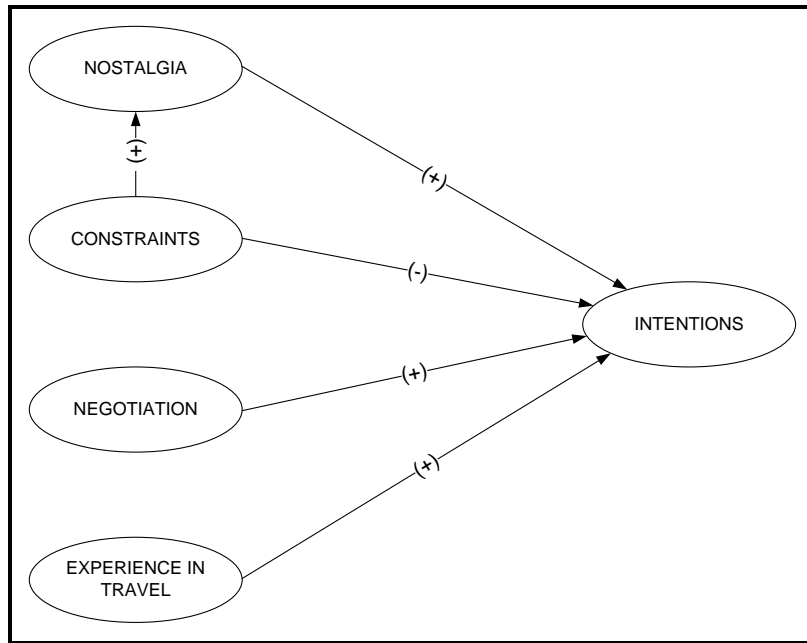 NOSTALGIA
(+)
(+)
CONSTRAINTS
(-)
INTENTIONS
(+)
NEGOTIATION
(+)
EXPERIENCE IN
TRAVEL